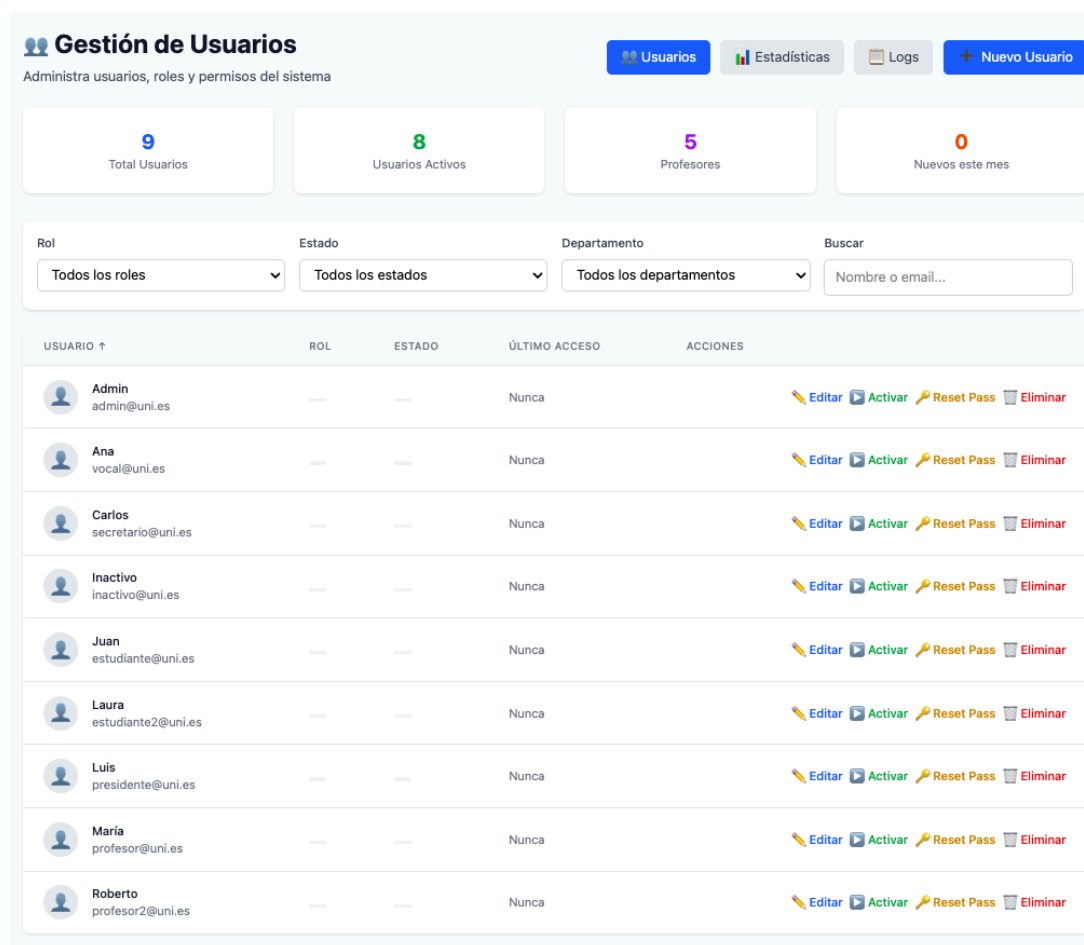 Gestión de Usuarios
Administra usuarios, roles y permisos del sistema
Usuarios
Estadísticas
Logs
Nuevo Usuario
9
Total Usuarios
8
Usuarios Activos
5
Profesores
0
Nuevos este mes
Rol
Estado
Departamento
Buscar
Todos los roles
Todos los estados
Todos los departamentos
Nombre o email...
USUARIO ↑ ROL ESTADO ÚLTIMO ACCESO ACCIONES
Admin
admin@uni.es
Nunca
Editar Activar Reset Pass Eliminar
Ana
vocal@uni.es
Nunca
Editar Activar Reset Pass Eliminar
Carlos
secretario@uni.es
Nunca
Editar Activar Reset Pass Eliminar
Inactivo
inactivo@uni.es
Nunca
Editar Activar Reset Pass Eliminar
Juan
estudiante@uni.es
Nunca
Editar Activar Reset Pass Eliminar
Laura
estudiante2@uni.es
Nunca
Editar Activar Reset Pass Eliminar
Luis
presidente@uni.es
Nunca
Editar Activar Reset Pass Eliminar
María
profesor@uni.es
Nunca
Editar Activar Reset Pass Eliminar
Roberto
profesor2@uni.es
Nunca
Editar Activar Reset Pass Eliminar